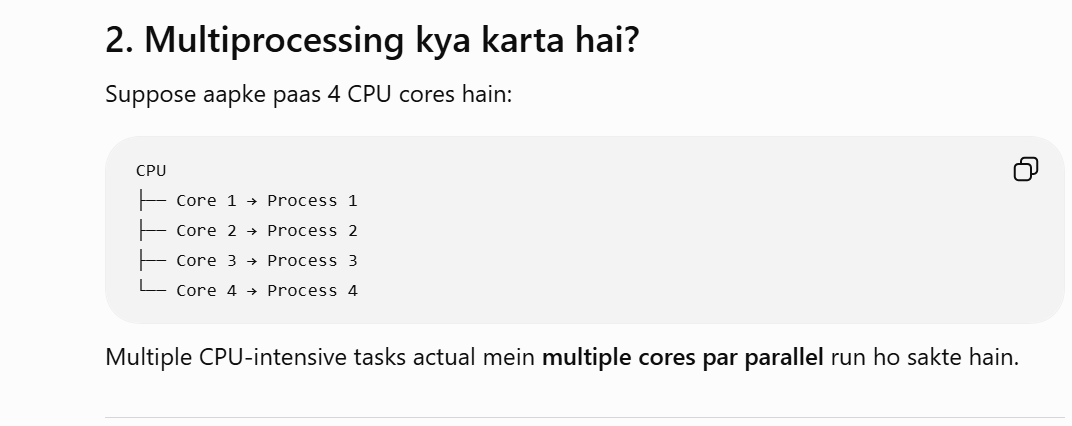 2. Multiprocessing kya karta hai?
Suppose aapke paas 4 CPU cores hain:
CPU
├── Core 1 → Process 1
├── Core 2 → Process 2
├── Core 3 → Process 3
└── Core 4 → Process 4
Multiple CPU-intensive tasks actual mein multiple cores par parallel run ho sakte hain.